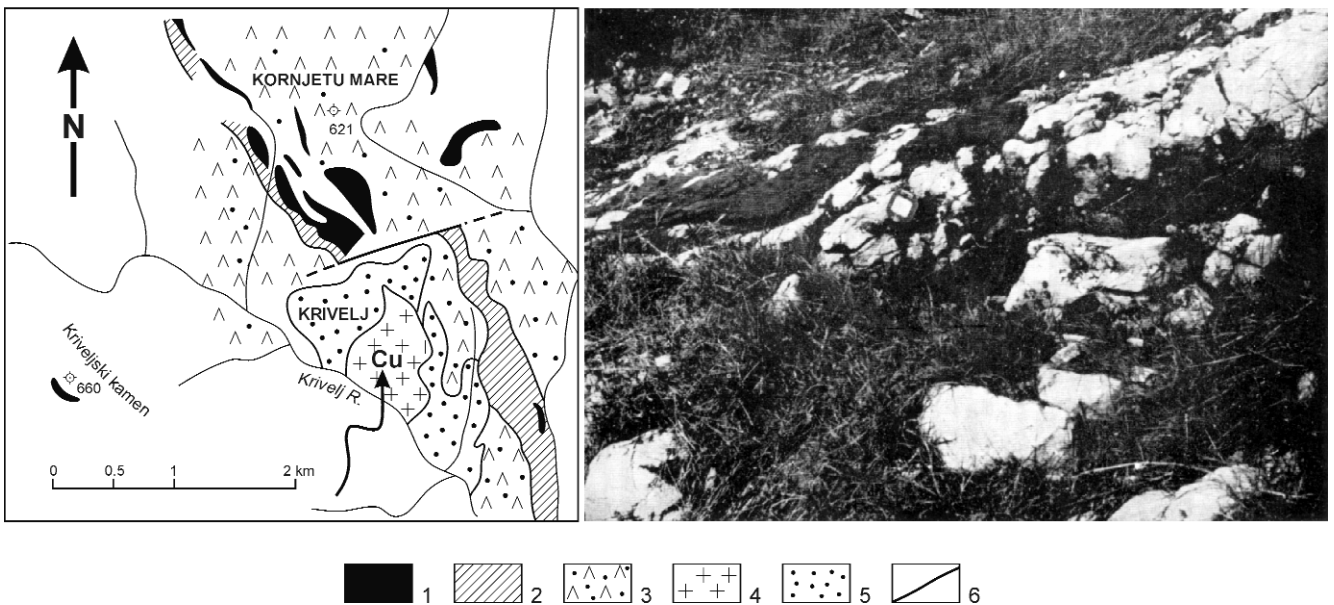 KORNJETU MARE
621
N
KRIVELJ
Cu
Krivelj R.
Kriveljski kamen
660
0 0.5 1 2 km
1 2 3 4 5 6